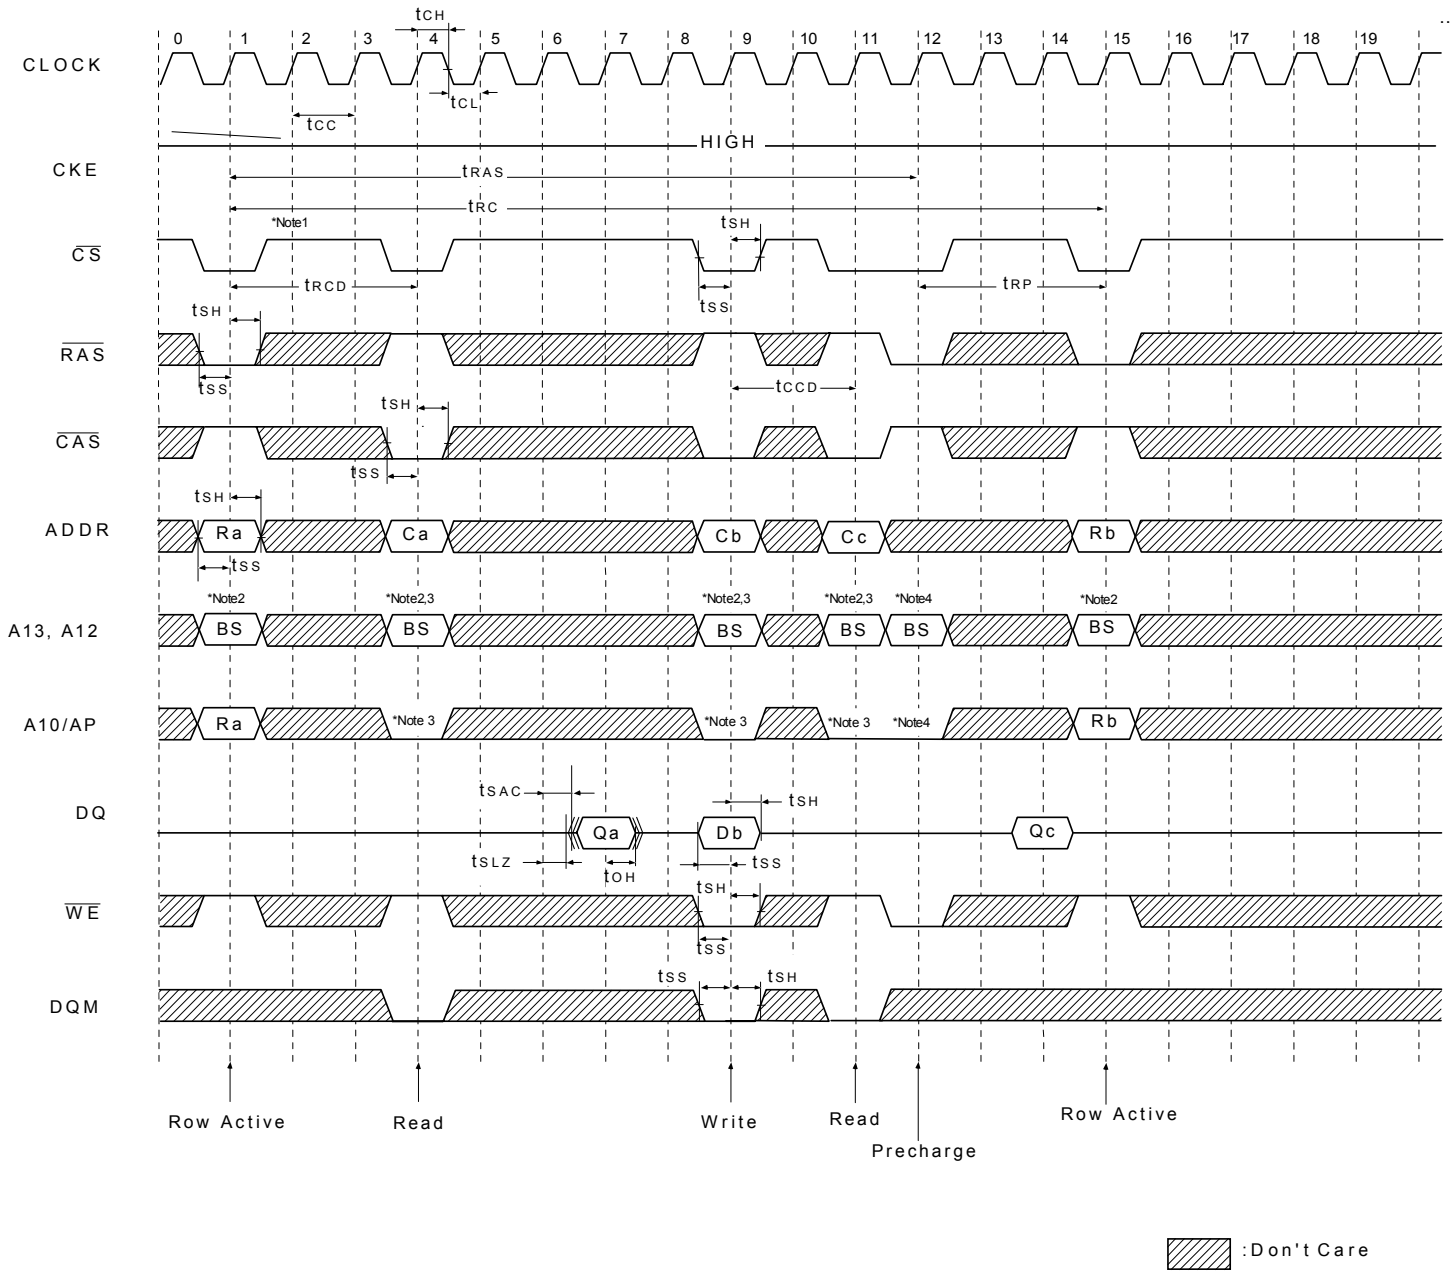 ..
tCH
0 1 2 3 4 5 6 7 8 9 10 11 12 13 14 15 16 17 18 19
CLOCK
tCL
tCC
HIGH
CKE
tRAS
tRC
*Note1
tSH
CS
tRCD
tSS
tRP
tSH
RAS
tSS
tCCD
tSH
CAS
tSS
tSH
ADDR
Ra Ca Cb Cc Rb
tSS
*Note2 *Note2,3 *Note2,3 *Note2,3 *Note4 *Note2
A13, A12
BS BS BS BS BS BS
A10/AP
Ra *Note 3 *Note 3 *Note 3 *Note4 Rb
tSAC
tSH
DQ
Qa Db Qc
tSLZ
tOH
tSS
tSH
WE
tSS
tSS
tSH
DQM
Row Active
Read
Write
Read
Row Active
Precharge
:Don't Care